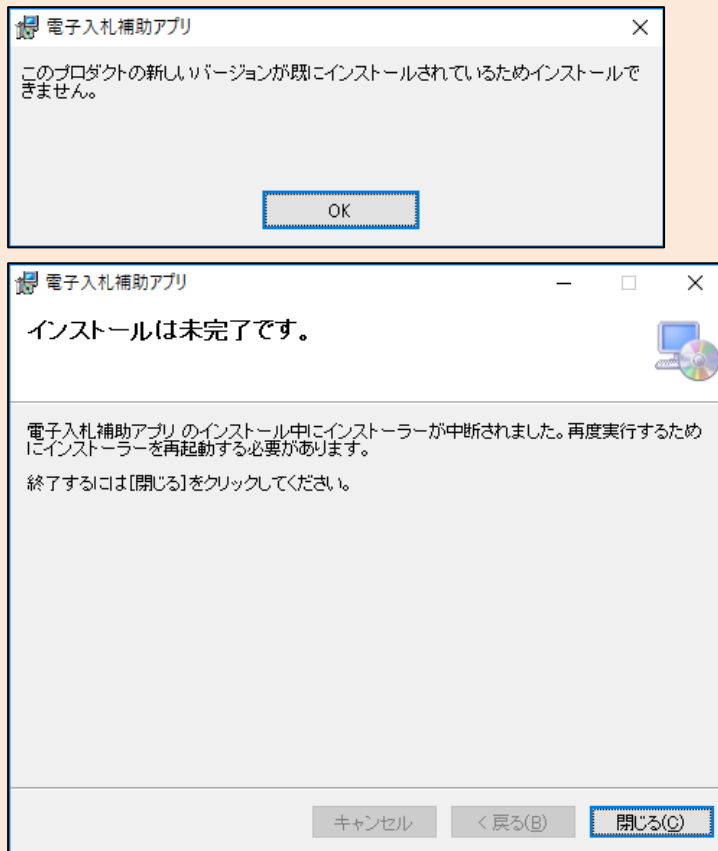 電子入札補助アプリ
このプロダクトの新しいバージョンが既にインストールされているためインストールで
きません。
OK
電子入札補助アプリ
インストールは未完了です。
電子入札補助アプリ のインストール中にインストーラーが中断されました。再度実行するため
にインストーラーを再起動する必要があります。
終了するには[閉じる]をクリックしてください。
キャンセル
< 戻る(B)
閉じる(C)